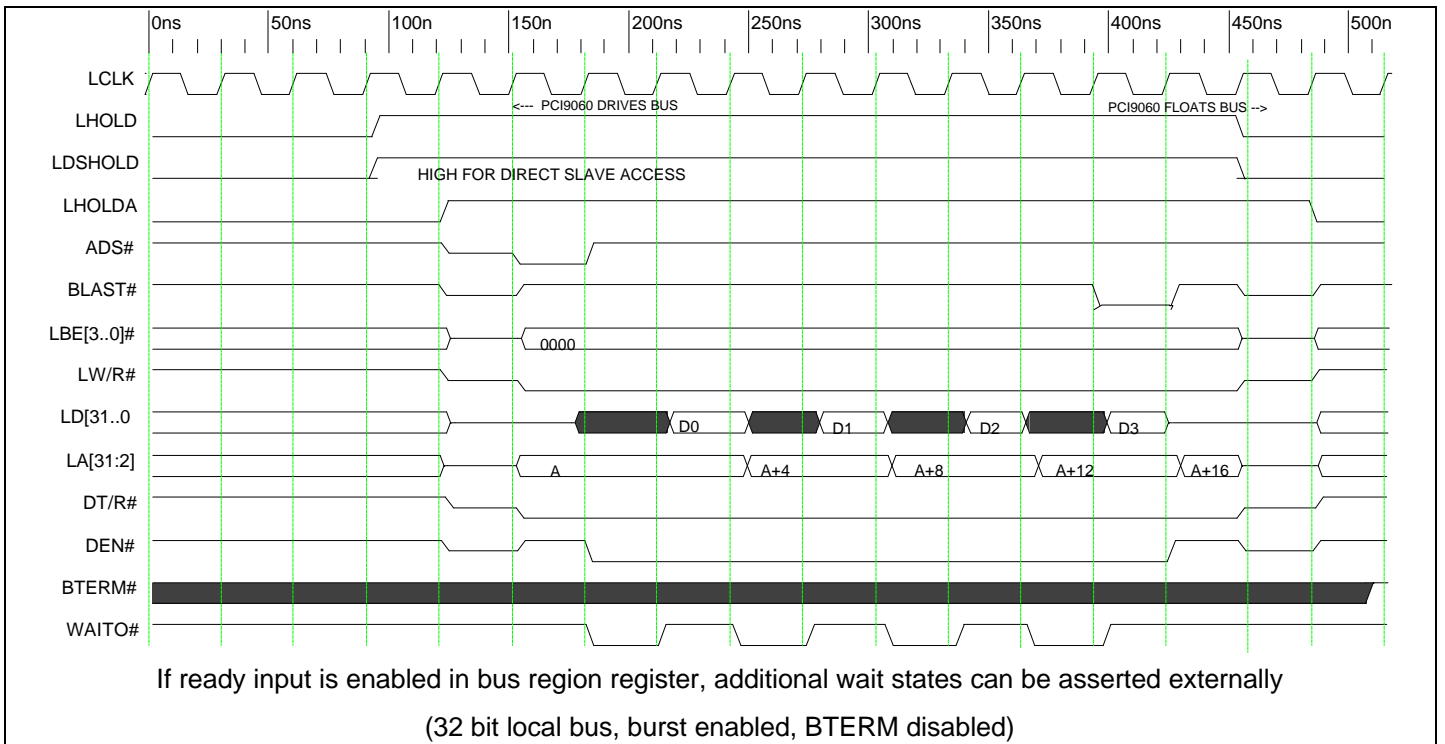 0ns 50ns 100n 150n 200ns 250ns 300ns 350ns 400ns 450ns 500n
LCLK
<--- PCI9060 DRIVES BUS PCI9060 FLOATS BUS -->
LHOLD
LDSHOLD
HIGH FOR DIRECT SLAVE ACCESS
LHOLDA
ADS#
BLAST#
LBE[3..0]# 0000
LW/R#
LD[31..0 D0 D1 D2 D3
LA[31:2] A A+4 A+8 A+12 A+16
DT/R#
DEN#
BTERM#
WAITO#
If ready input is enabled in bus region register, additional wait states can be asserted externally
(32 bit local bus, burst enabled, BTERM disabled)